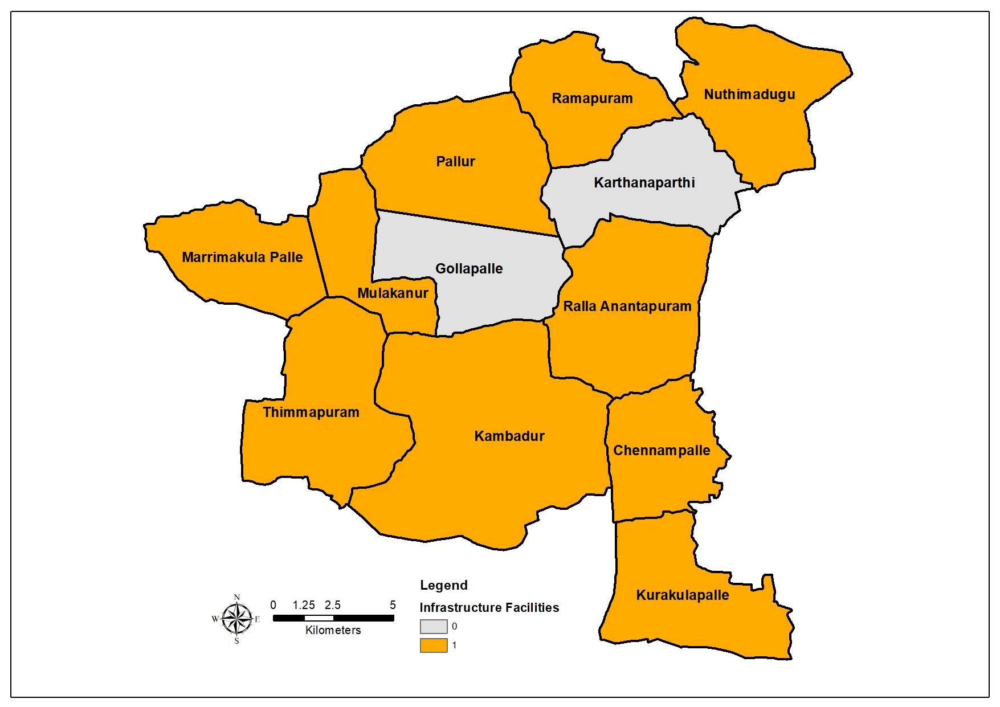 Nuthimadugu
Ramapuram
Pallur
Karthanaparthi
Marrimakula Palle
Gollapalle
Mulakanur
Ralla Anantapuram
Thimmapuram
Kambadur
Chennampalle
Kurakulapalle
N
W E
S
0 1.25 2.5 5
Kilometers
Legend
Infrastructure Facilities
0
1